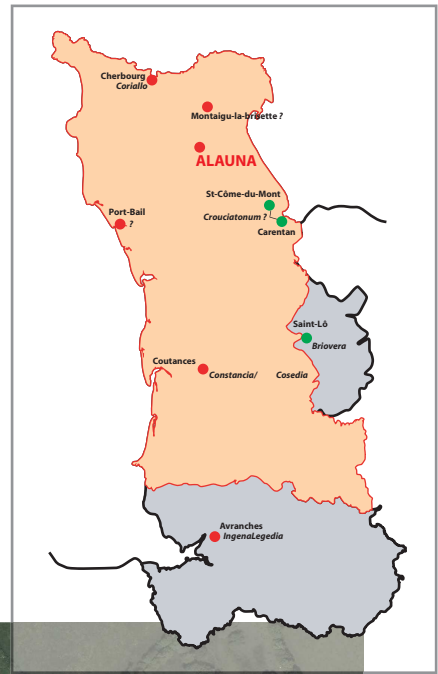 Cherbourg
Coriallo
Montaigu-la-brisette ?
ALAUNA
St-Côme-du-Mont
Port-Bail
?
Crouciatonum ?
Carentan
Saint-Lô
Briovera
Coutances
Constancia/ Cosedia
Avranches
IngenaLegedia